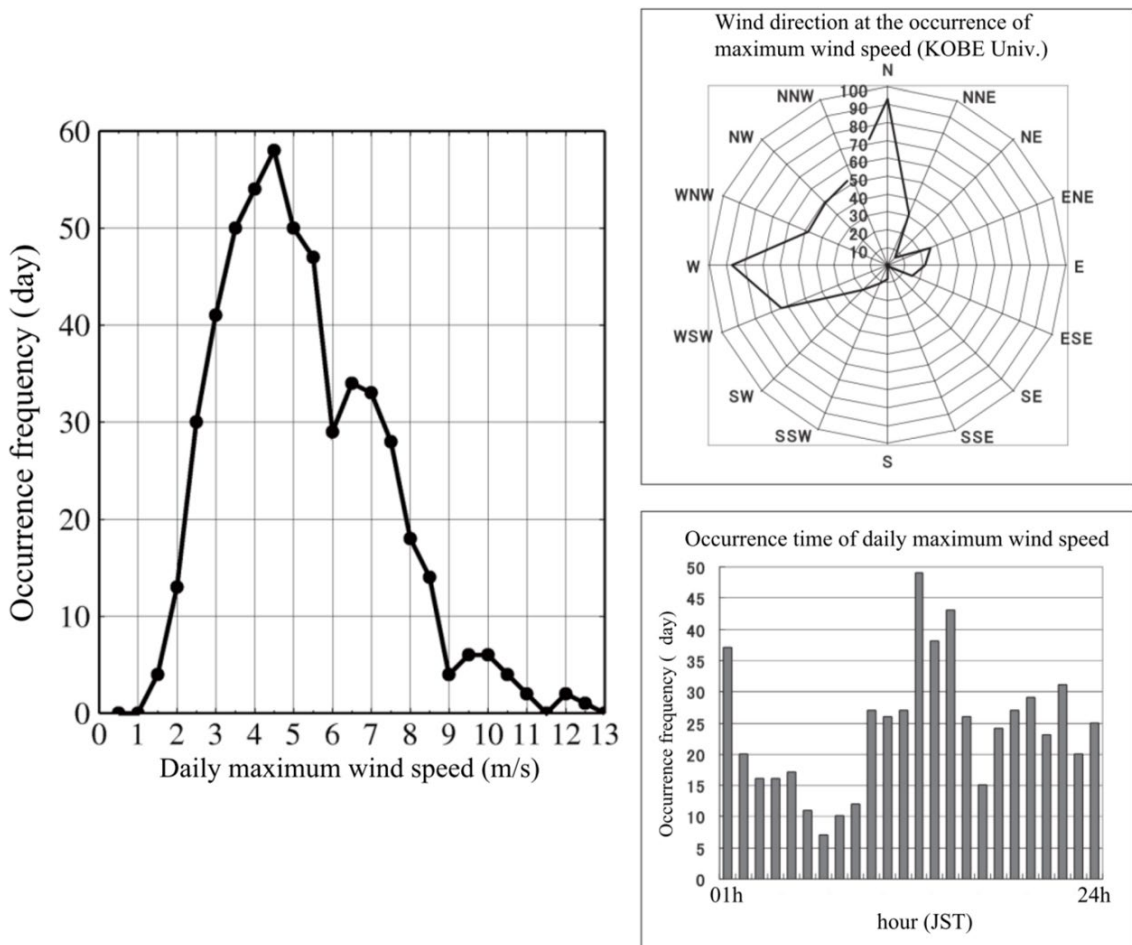 60
50
40
30
20
10
0
0 1 2 3 4 5 6 7 8 9 10 11 12 13
Occurrence frequency ( day)
Daily maximum wind speed (m/s)
Wind direction at the occurrence of
maximum wind speed (KOBE Univ.)
N
NNE
NE
ENE
E
ESE
SE
SSE
S
SSW
SW
WSW
W
WNW
NW
NNW
100
90
80
70
60
50
40
30
20
10
Occurrence time of daily maximum wind speed
50
45
40
35
30
25
20
15
10
5
0
Occurrence frequency ( day)
01h 24h
hour (JST)